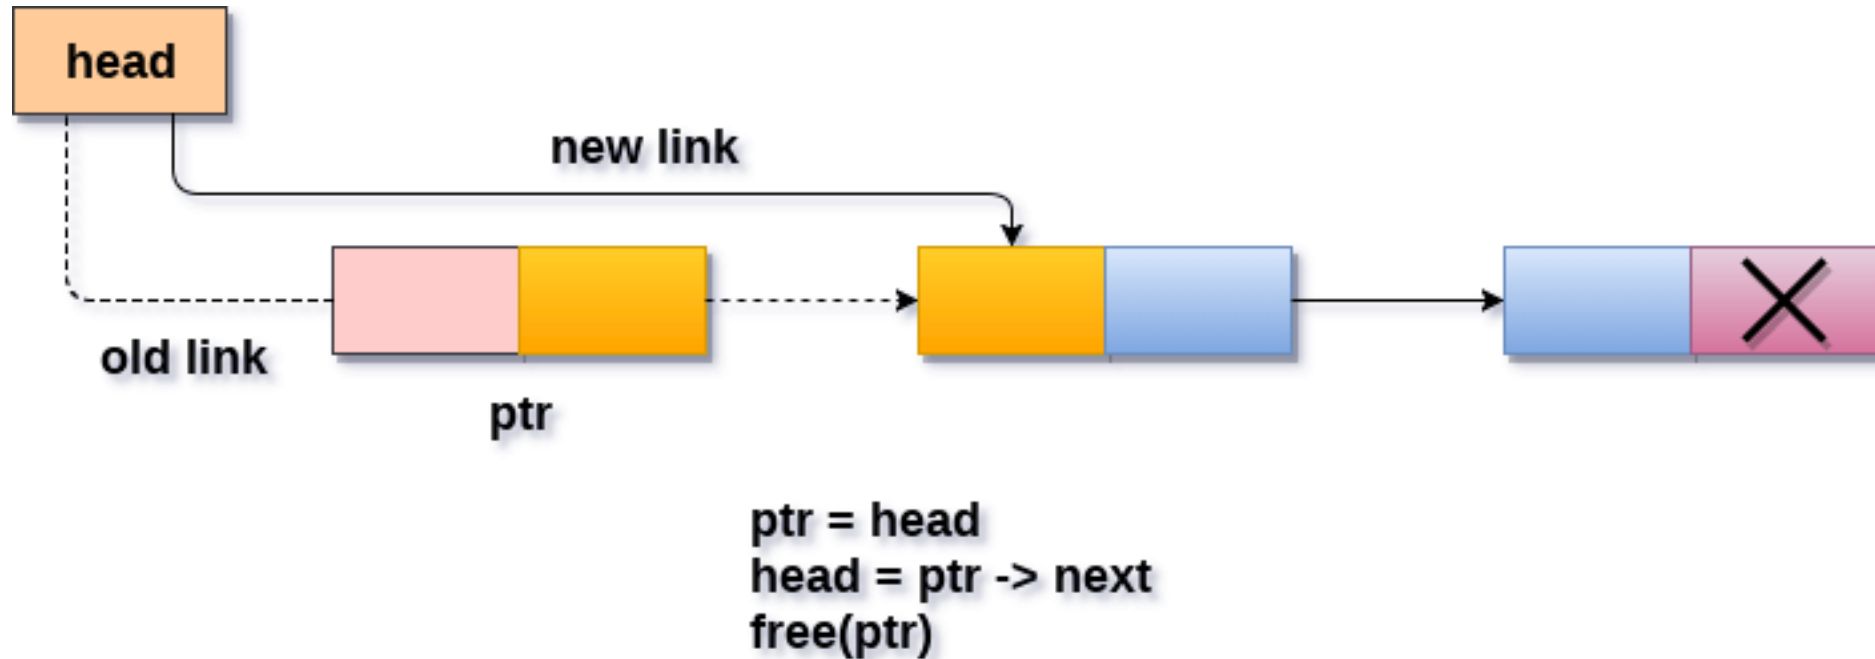 head
new link
old link
ptr
ptr = head
head = ptr -> next
free(ptr)